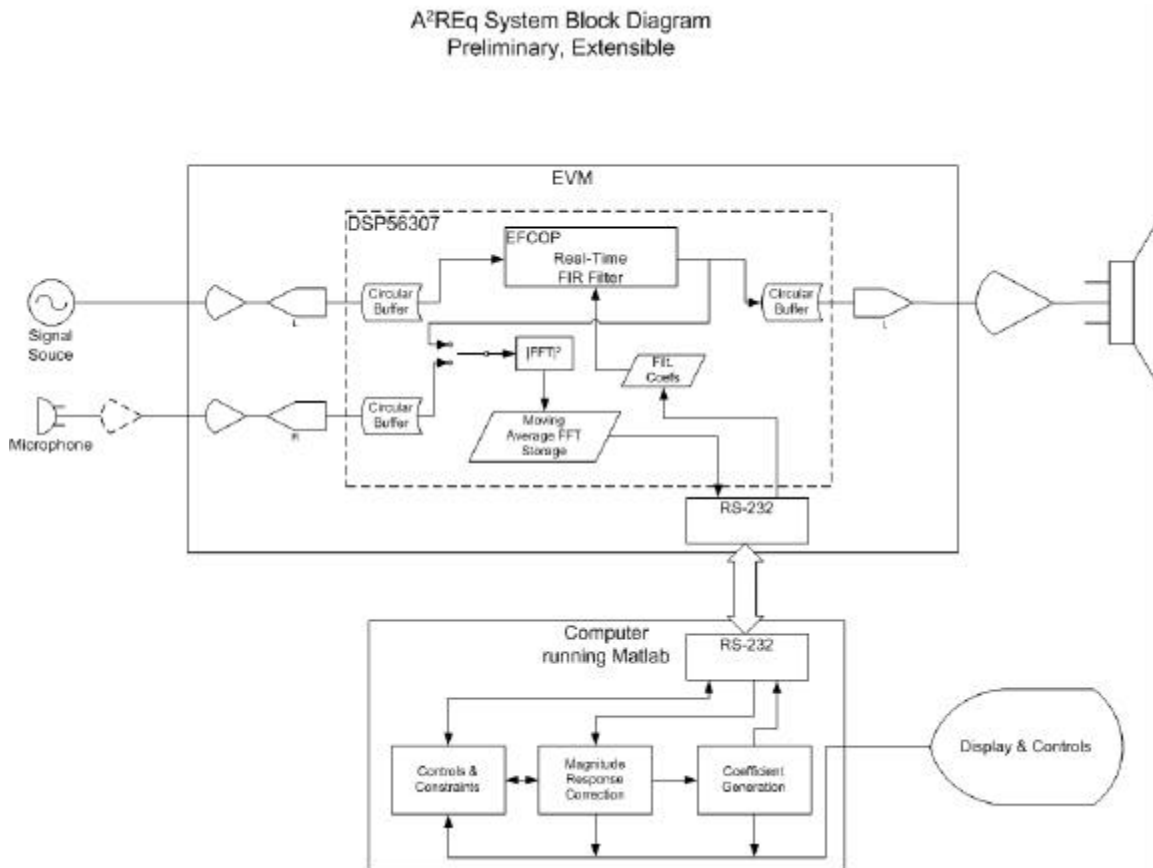 A²REq System Block Diagram
Preliminary, Extensible
EVM
DSP56307
EFCOP
Real-Time
FIR Filter
Signal
Souce
L
Circular
Buffer
Circular
Buffer
L
|FFT|²
Filt.
Coefs
Microphone
R
Circular
Buffer
Moving
Average FFT
Storage
RS-232
Computer
running Matlab
RS-232
Controls &
Constraints
Magnitude
Response
Correction
Coefficient
Generation
Display & Controls